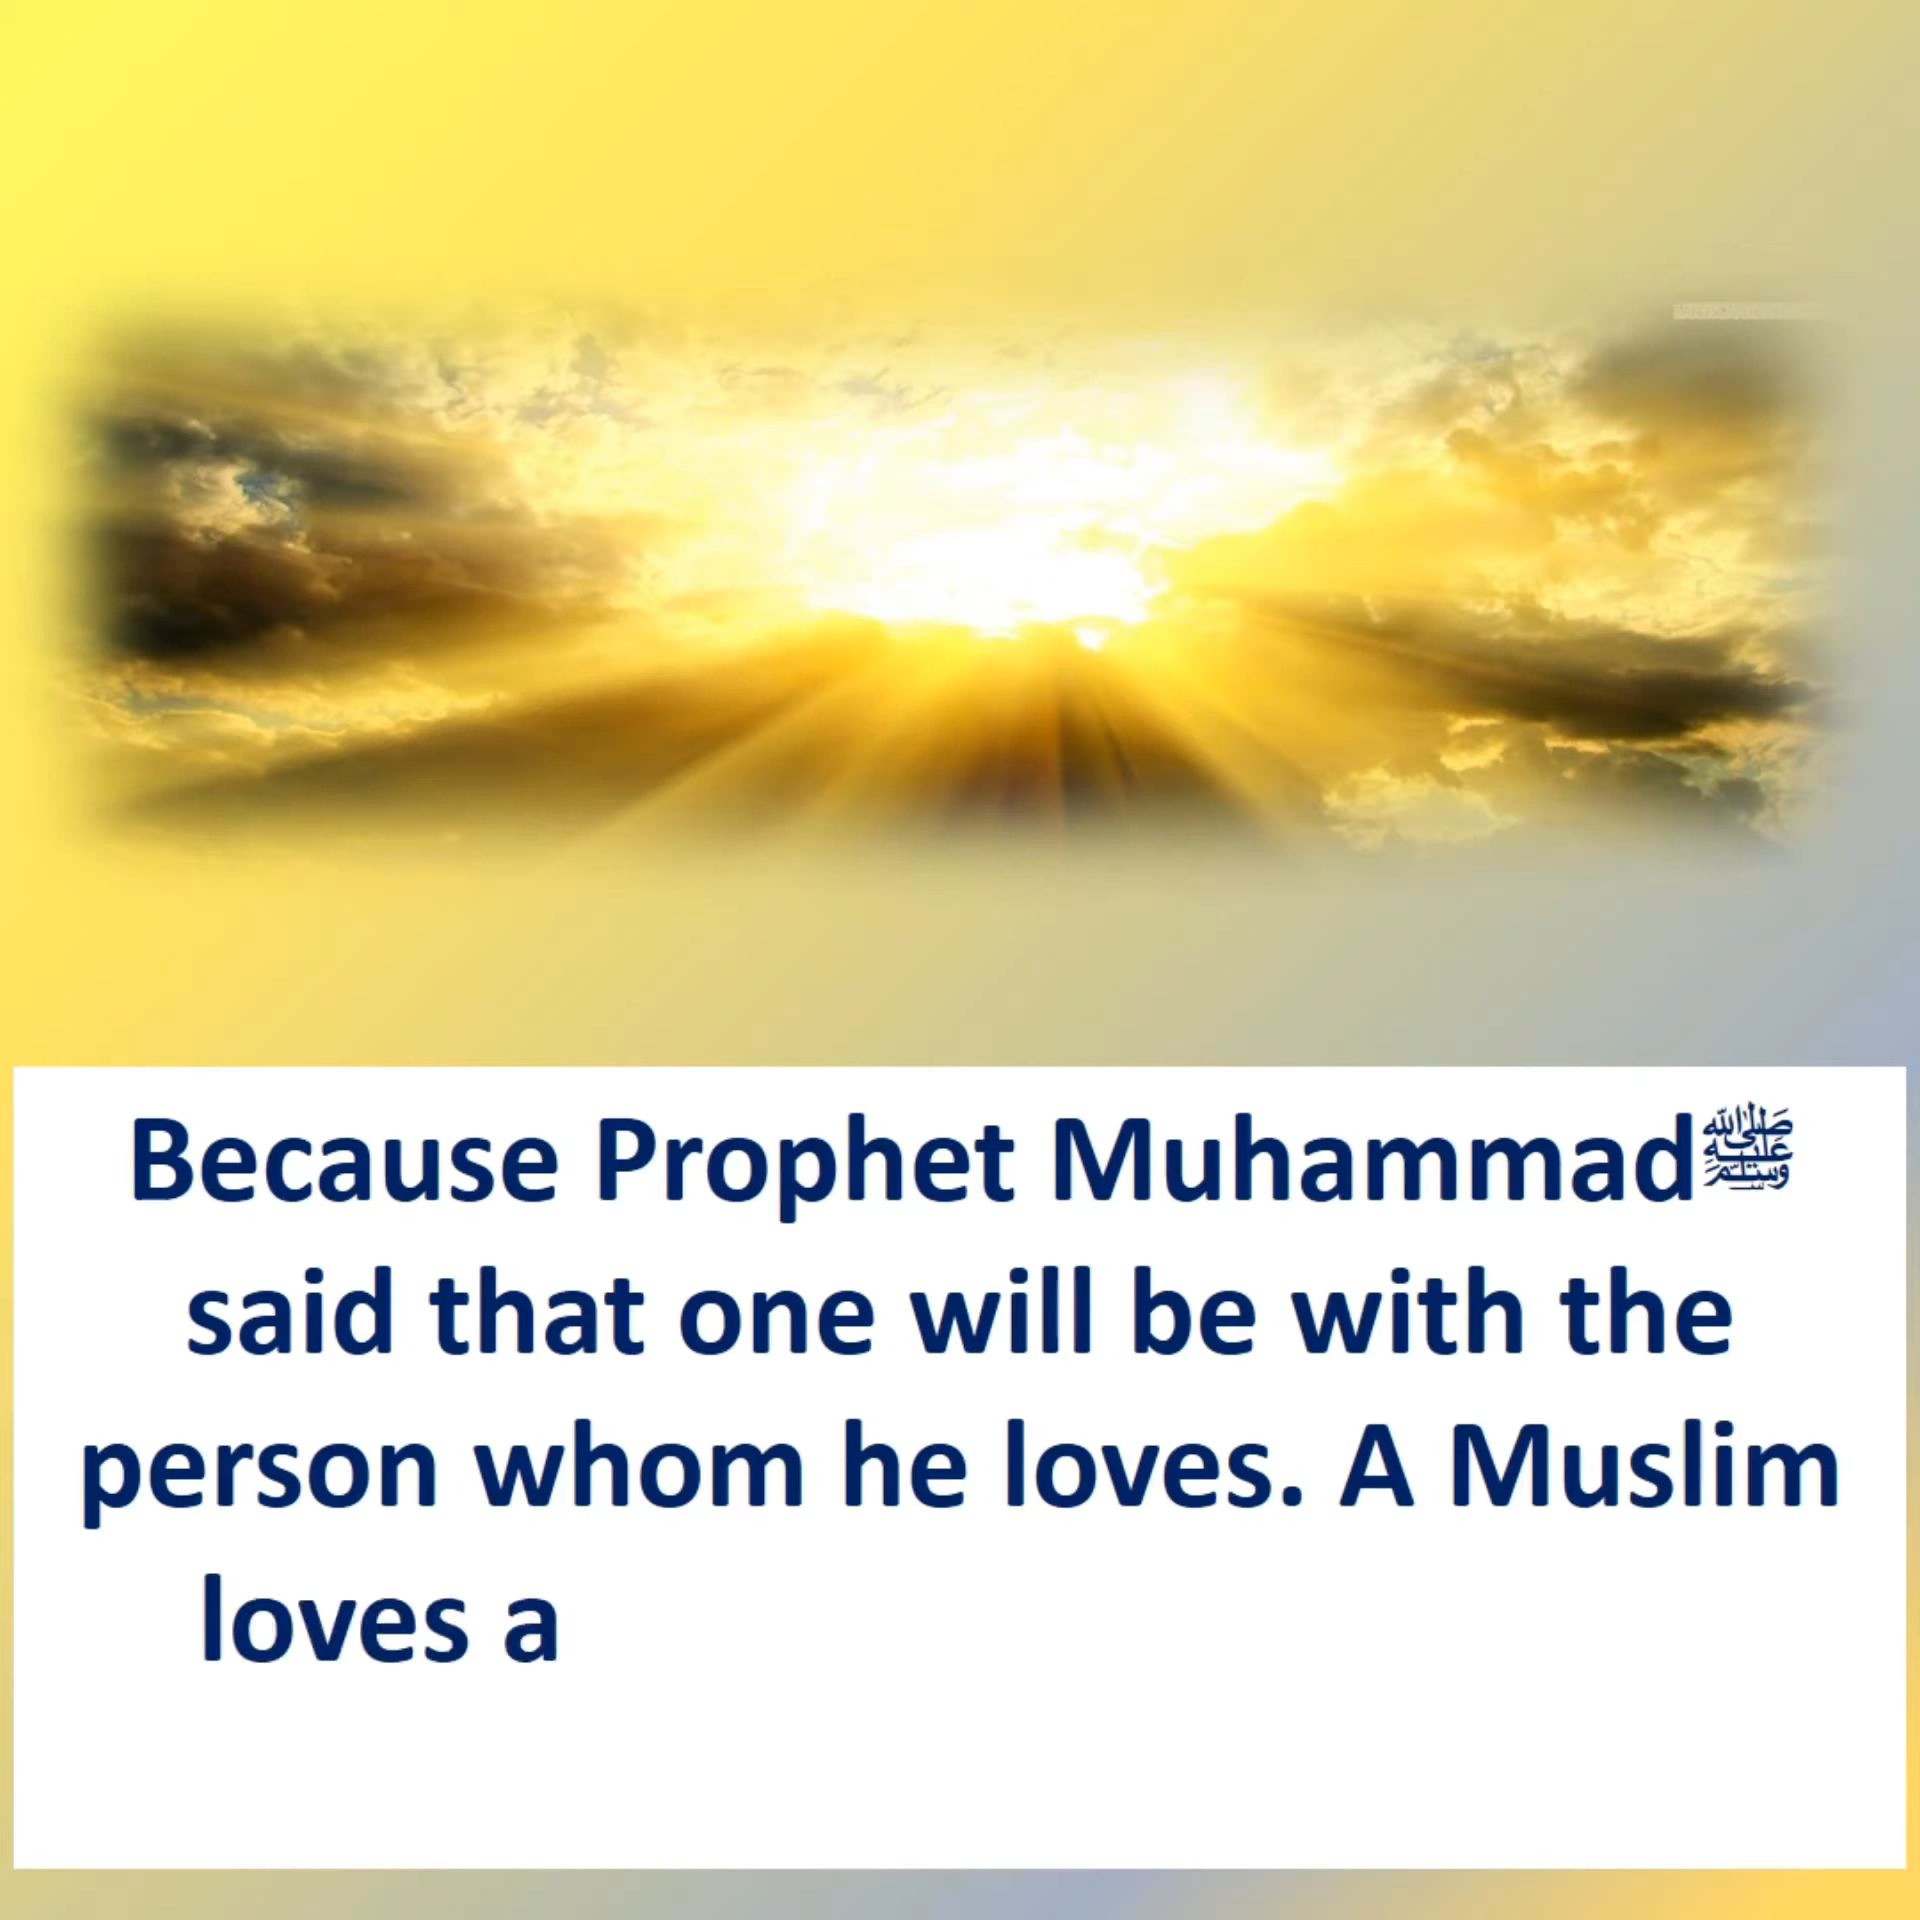 Because Prophet Muhammadﷺ
said that one will be with the
person whom he loves. A Muslim
loves a